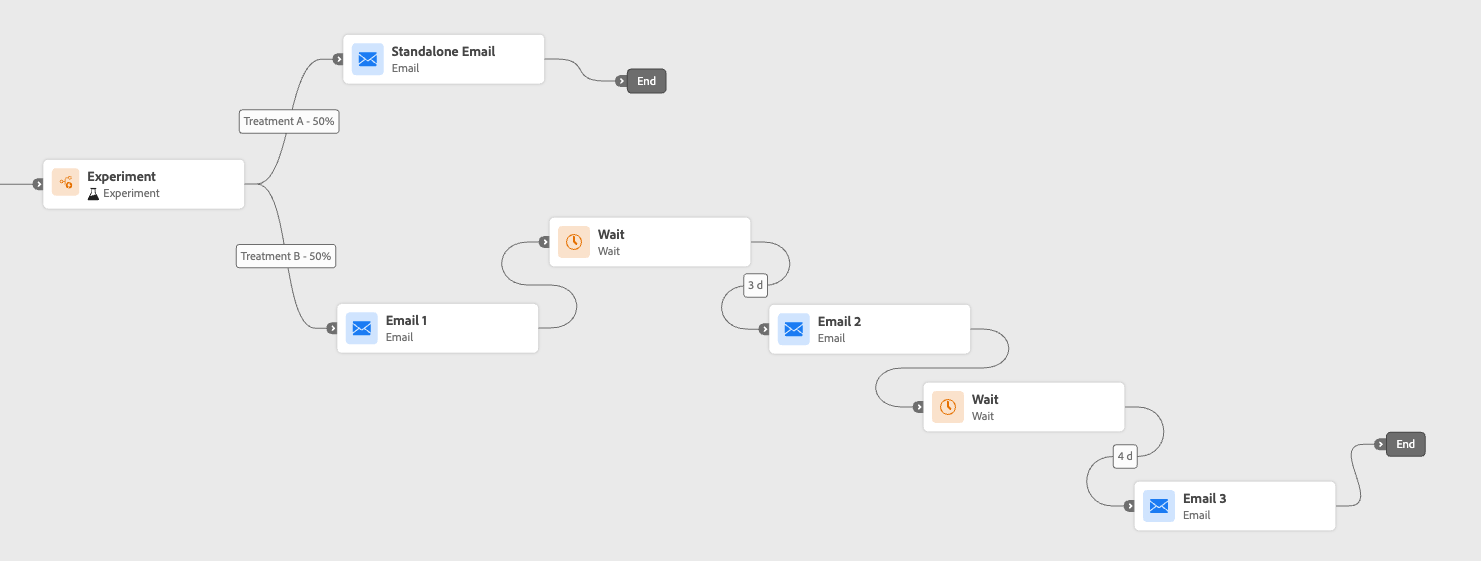 Standalone Email
Email
End
Treatment A - 50%
Experiment
Experiment
Treatment B - 50%
Email 1
Email
Wait
Wait
3 d
Email 2
Email
Wait
Wait
4 d
Email 3
Email
End